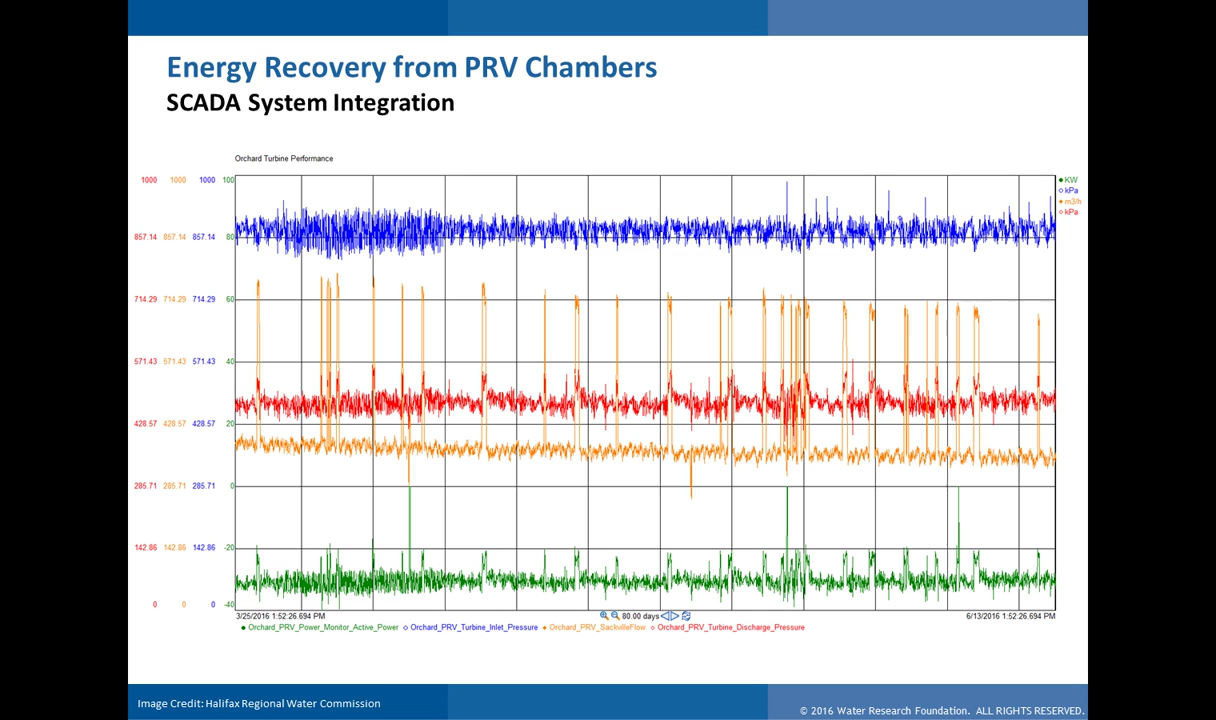 Energy Recovery from PRV Chambers
SCADA System Integration
Orchard Turbine Performance
1000 1000 1000 100
857.14 857.14 857.14 80
714.29 714.29 714.29 60
571.43 571.43 571.43 40
428.57 428.57 428.57 20
285.71 285.71 285.71 0
142.86 142.86 142.86 -20
0 0 0 -40
KW
kPa
m3/h
kPa
3/25/2016 1:52:26.694 PM 80.00 days 6/13/2016 1:52:26.694 PM
Orchard_PRV_Power_Monitor_Active_Power Orchard_PRV_Turbine_Inlet_Pressure Orchard_PRV_SackvilleFlow Orchard_PRV_Turbine_Discharge_Pressure
Image Credit: Halifax Regional Water Commission
© 2016 Water Research Foundation. ALL RIGHTS RESERVED.